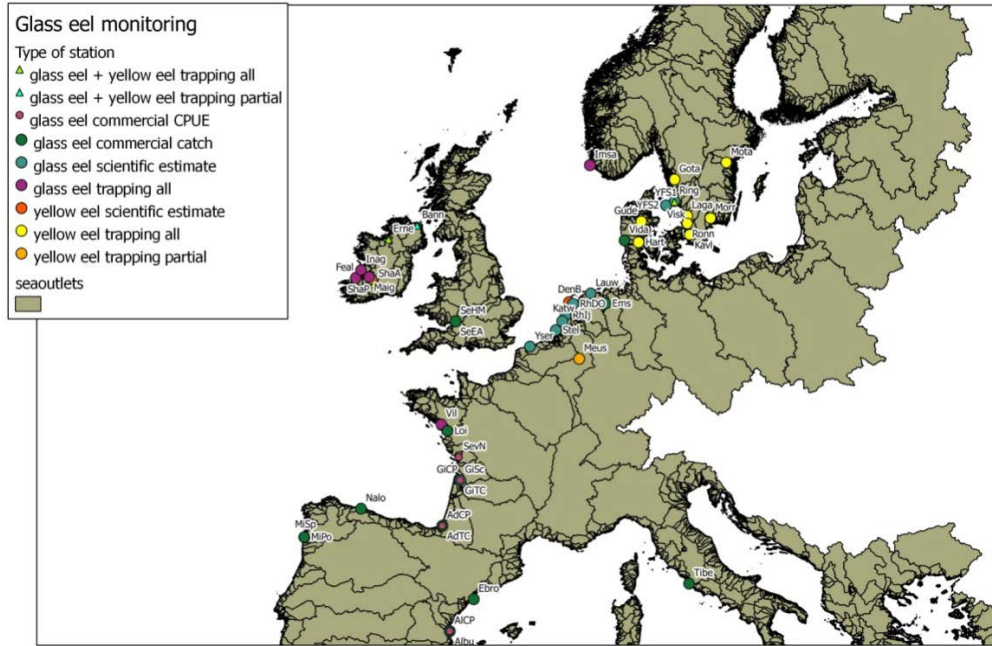 Glass eel monitoring
Type of station
glass eel + yellow eel trapping all
glass eel + yellow eel trapping partial
glass eel commercial CPUE
glass eel commercial catch
glass eel scientific estimate
glass eel trapping all
yellow eel scientific estimate
yellow eel trapping all
yellow eel trapping partial
seaoutlets
Imsa
Mota
Gota
YFS1 Ring
YFS2
Laga
Gude
Visk
Morr
Vida
Ronn
Hart
Kavl
Bann
Erne
Inag
Feal
ShaA
ShaP
Maig
SeHM
SeEA
Lauw
DenB
RhDO
Ems
Katw
RhIj
Stel
Yser
Meus
Vil
Loi
SevN
GiCP
GiSc
GiTC
AdCP
AdTC
Nalo
MiSp
MiPo
Ebro
AlCP
Albu
Tibe